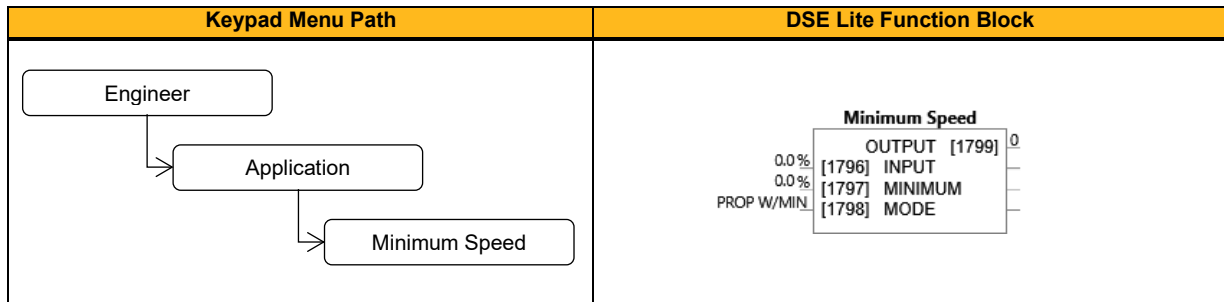 Keypad Menu Path
DSE Lite Function Block
Engineer
Application
Minimum Speed
Minimum Speed
OUTPUT [1799] 0
0.0 % [1796] INPUT
0.0 % [1797] MINIMUM
PROP W/MIN [1798] MODE